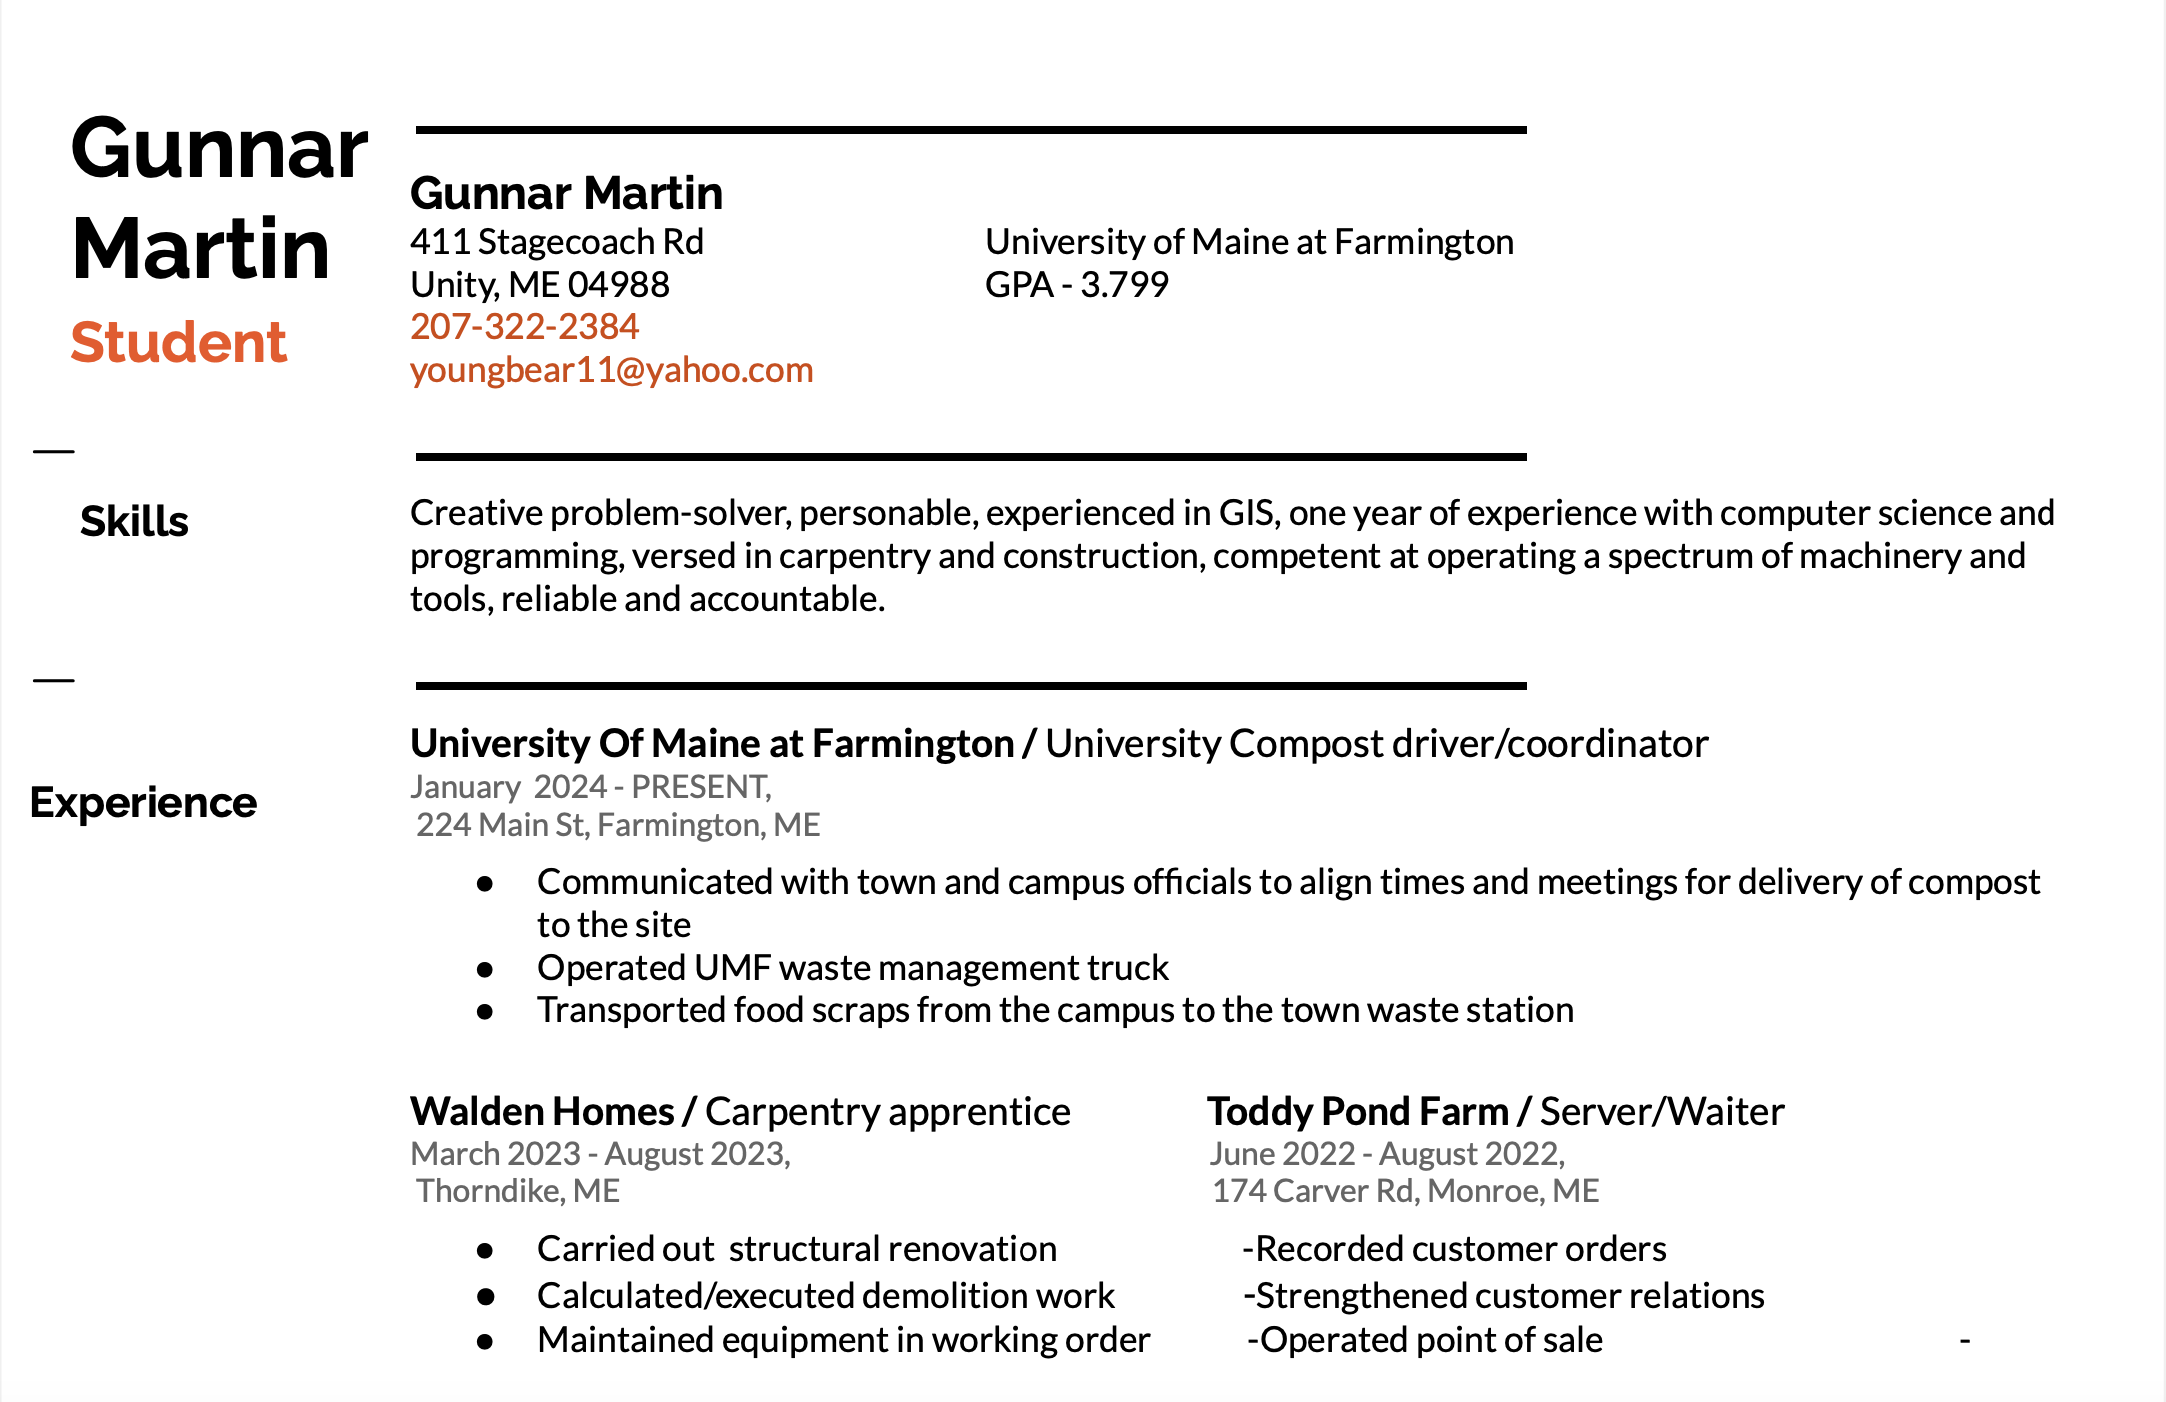 Gunnar
Martin
Student
Gunnar Martin
411 Stagecoach Rd
Unity, ME 04988
207-322-2384
youngbear11@yahoo.com
University of Maine at Farmington
GPA - 3.799
Skills
Creative problem-solver, personable, experienced in GIS, one year of experience with computer science and
programming, versed in carpentry and construction, competent at operating a spectrum of machinery and
tools, reliable and accountable.
Experience
University Of Maine at Farmington / University Compost driver/coordinator
January  2024 - PRESENT,
224 Main St, Farmington, ME
● Communicated with town and campus officials to align times and meetings for delivery of compost
to the site
● Operated UMF waste management truck
● Transported food scraps from the campus to the town waste station
Walden Homes / Carpentry apprentice
March 2023 - August 2023,
Thorndike, ME
● Carried out  structural renovation
● Calculated/executed demolition work
● Maintained equipment in working order
Toddy Pond Farm / Server/Waiter
June 2022 - August 2022,
174 Carver Rd, Monroe, ME
-Recorded customer orders
-Strengthened customer relations
-Operated point of sale -